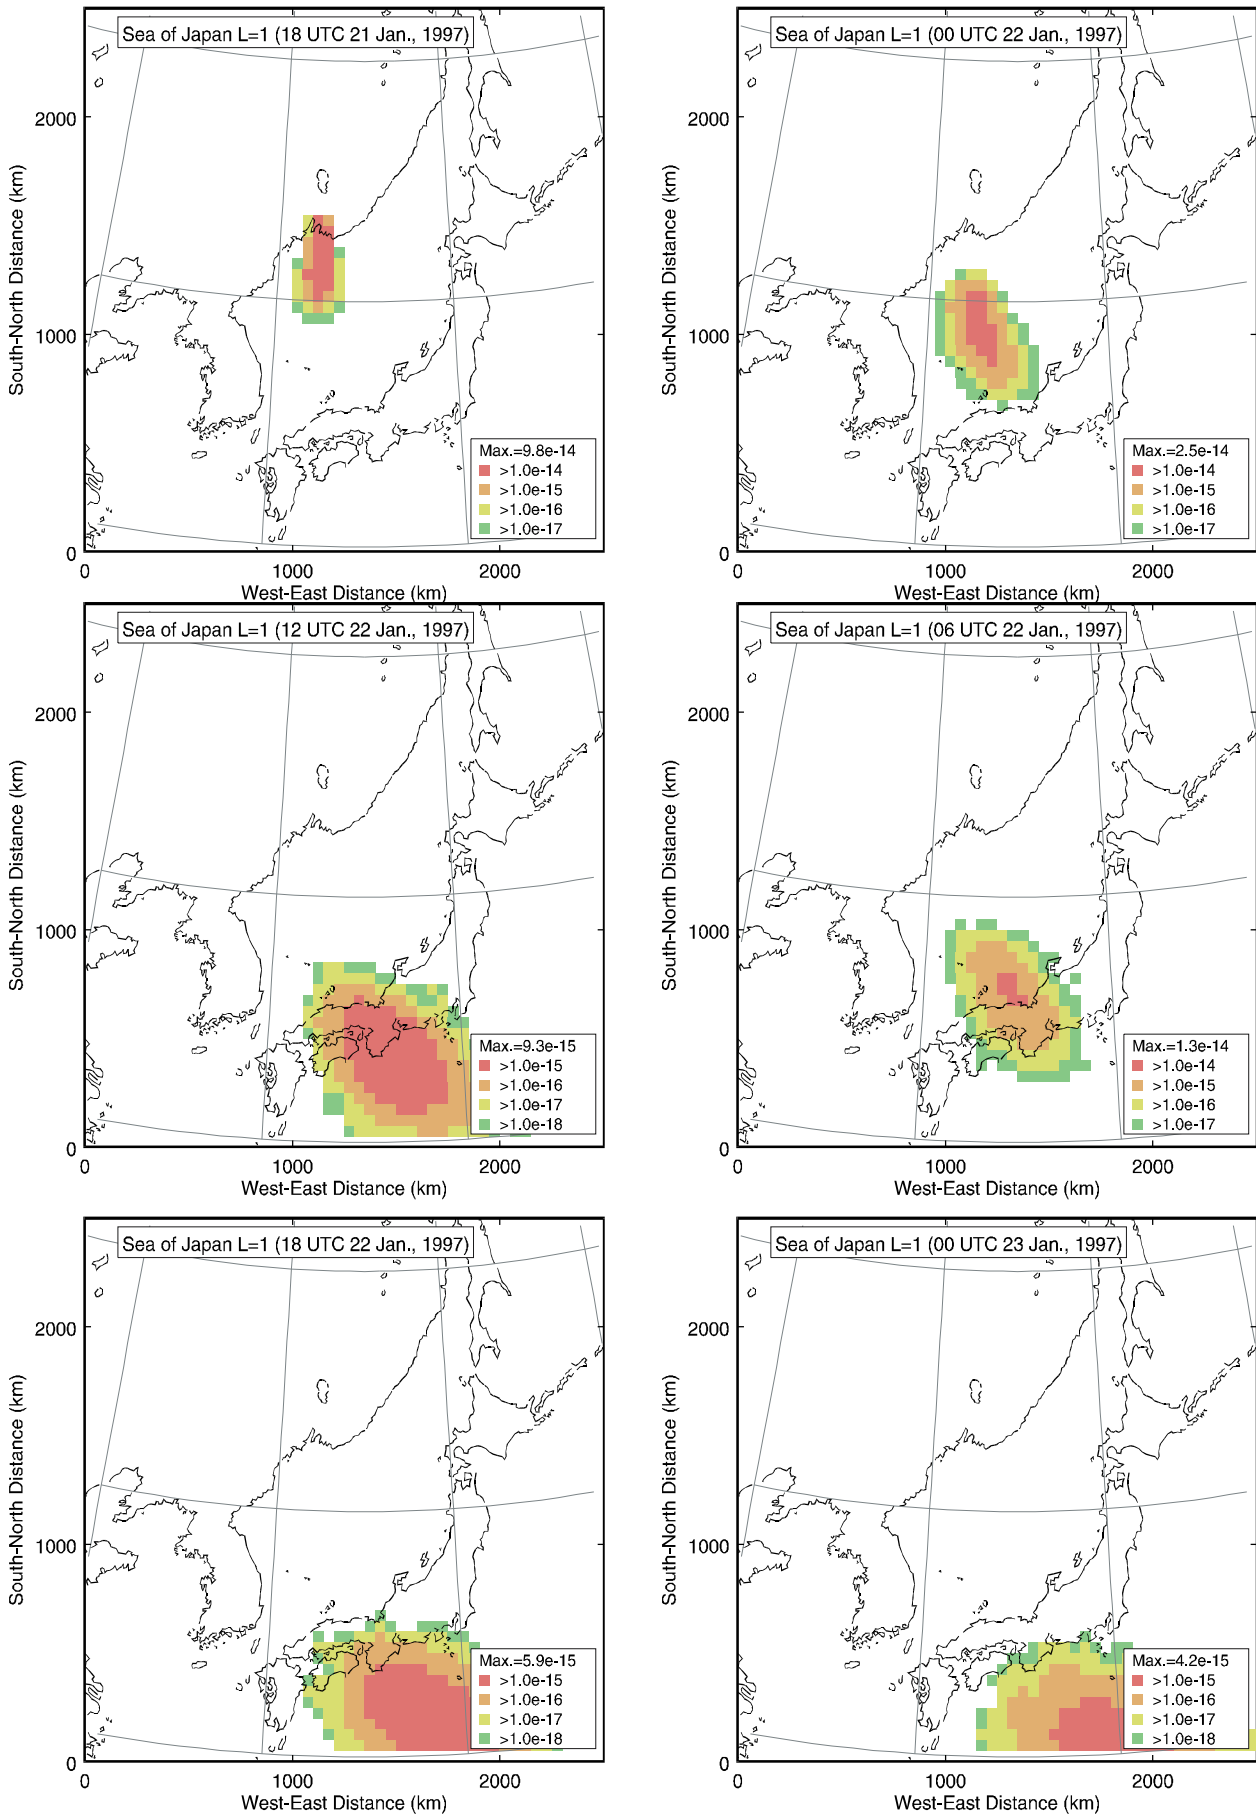 Sea of Japan L=1 (18 UTC 21 Jan., 1997)
South-North Distance (km)
2000
1000
0
Max.=9.8e-14
>1.0e-14
>1.0e-15
>1.0e-16
>1.0e-17
0 1000 2000
West-East Distance (km)
Sea of Japan L=1 (00 UTC 22 Jan., 1997)
South-North Distance (km)
2000
1000
0
Max.=2.5e-14
>1.0e-14
>1.0e-15
>1.0e-16
>1.0e-17
0 1000 2000
West-East Distance (km)
Sea of Japan L=1 (12 UTC 22 Jan., 1997)
South-North Distance (km)
2000
1000
0
Max.=9.3e-15
>1.0e-15
>1.0e-16
>1.0e-17
>1.0e-18
0 1000 2000
West-East Distance (km)
Sea of Japan L=1 (06 UTC 22 Jan., 1997)
South-North Distance (km)
2000
1000
0
Max.=1.3e-14
>1.0e-14
>1.0e-15
>1.0e-16
>1.0e-17
0 1000 2000
West-East Distance (km)
Sea of Japan L=1 (18 UTC 22 Jan., 1997)
South-North Distance (km)
2000
1000
0
Max.=5.9e-15
>1.0e-15
>1.0e-16
>1.0e-17
>1.0e-18
0 1000 2000
West-East Distance (km)
Sea of Japan L=1 (00 UTC 23 Jan., 1997)
South-North Distance (km)
2000
1000
0
Max.=4.2e-15
>1.0e-15
>1.0e-16
>1.0e-17
>1.0e-18
0 1000 2000
West-East Distance (km)